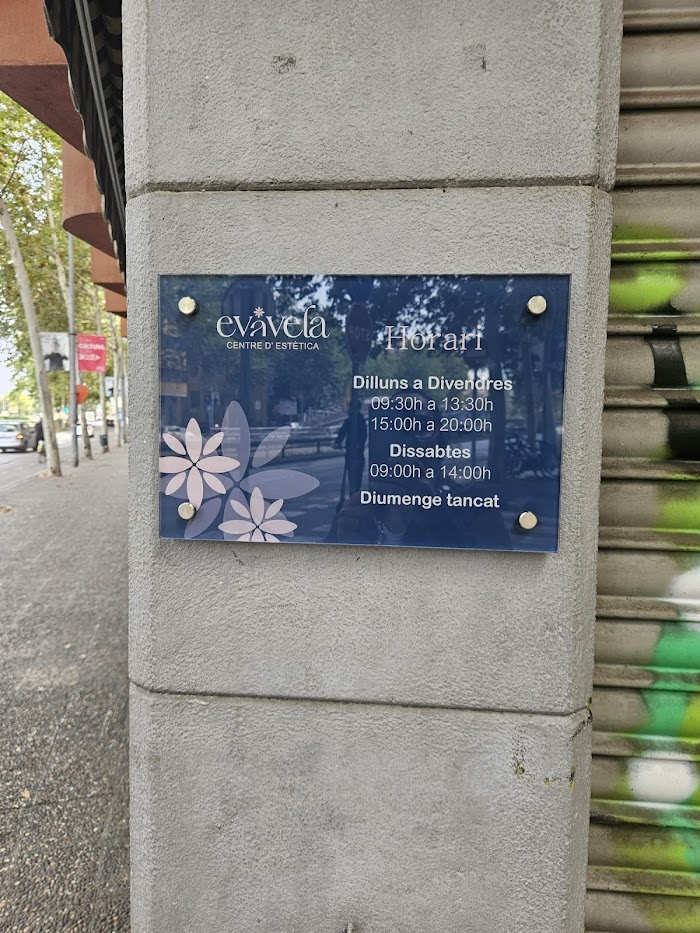 evavela
CENTRE D'ESTÈTICA
Horari
Dilluns a Divendres
09:30h a 13:30h
15:00h a 20:00h
Dissabtes
09:00h a 14:00h
Diumenge tancat